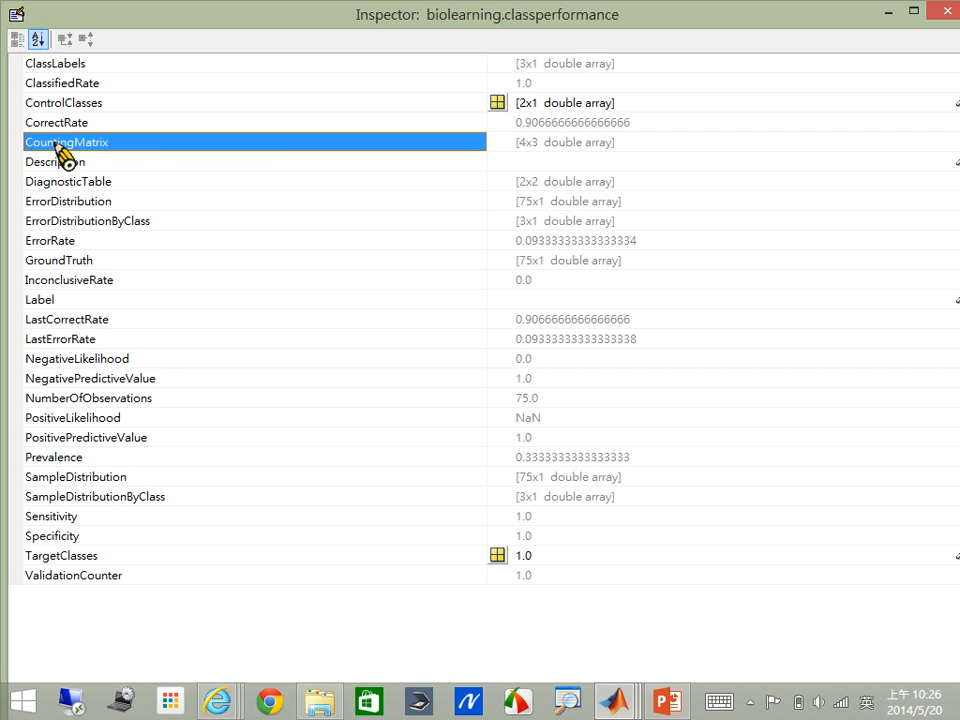 Inspector: biolearning.classperformance
ClassLabels [3x1 double array]
ClassifiedRate 1.0
ControlClasses [2x1 double array]
CorrectRate 0.9066666666666666
CountingMatrix [4x3 double array]
Description
DiagnosticTable [2x2 double array]
ErrorDistribution [75x1 double array]
ErrorDistributionByClass [3x1 double array]
ErrorRate 0.09333333333333334
GroundTruth [75x1 double array]
InconclusiveRate 0.0
Label
LastCorrectRate 0.9066666666666666
LastErrorRate 0.09333333333333338
NegativeLikelihood 0.0
NegativePredictiveValue 1.0
NumberOfObservations 75.0
PositiveLikelihood NaN
PositivePredictiveValue 1.0
Prevalence 0.3333333333333333
SampleDistribution [75x1 double array]
SampleDistributionByClass [3x1 double array]
Sensitivity 1.0
Specificity 1.0
TargetClasses 1.0
ValidationCounter 1.0
英
上午 10:26
2014/5/20